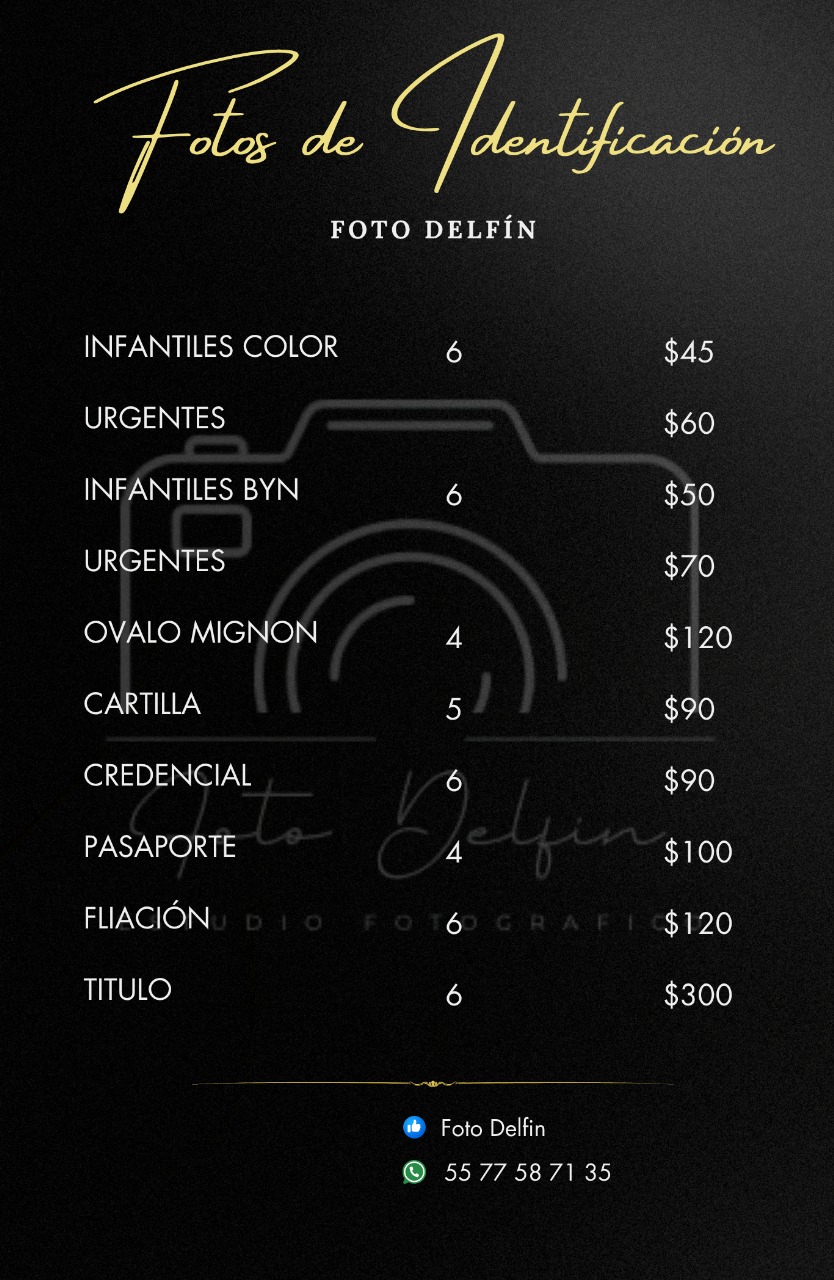 Fotos de Identificación
FOTO DELFÍN
INFANTILES COLOR 6 $45
URGENTES $60
INFANTILES BYN 6 $50
URGENTES $70
OVALO MIGNON 4 $120
CARTILLA 5 $90
CREDENCIAL 6 $90
Foto Delfin
PASAPORTE 4 $100
FLIACIÓN 6 $120
ESTUDIO FOTOGRAFICO
TITULO 6 $300
Foto Delfin
55 77 58 71 35